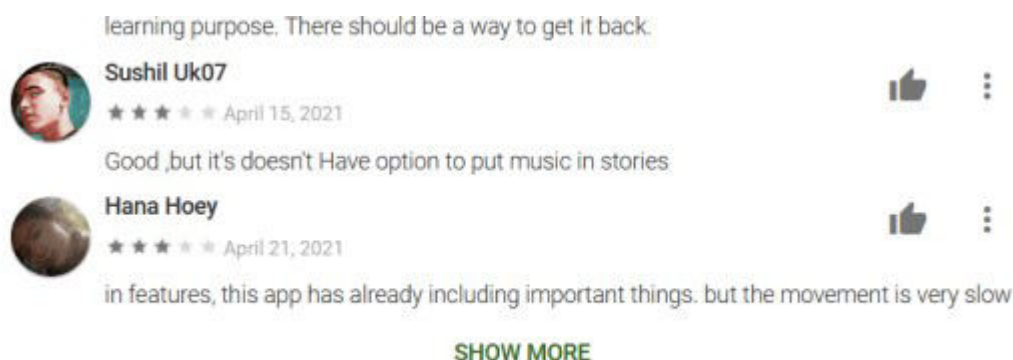 learning purpose. There should be a way to get it back.
Sushil Uk07
April 15, 2021
Good ,but it's doesn't Have option to put music in stories
Hana Hoey
April 21, 2021
in features, this app has already including important things. but the movement is very slow
SHOW MORE